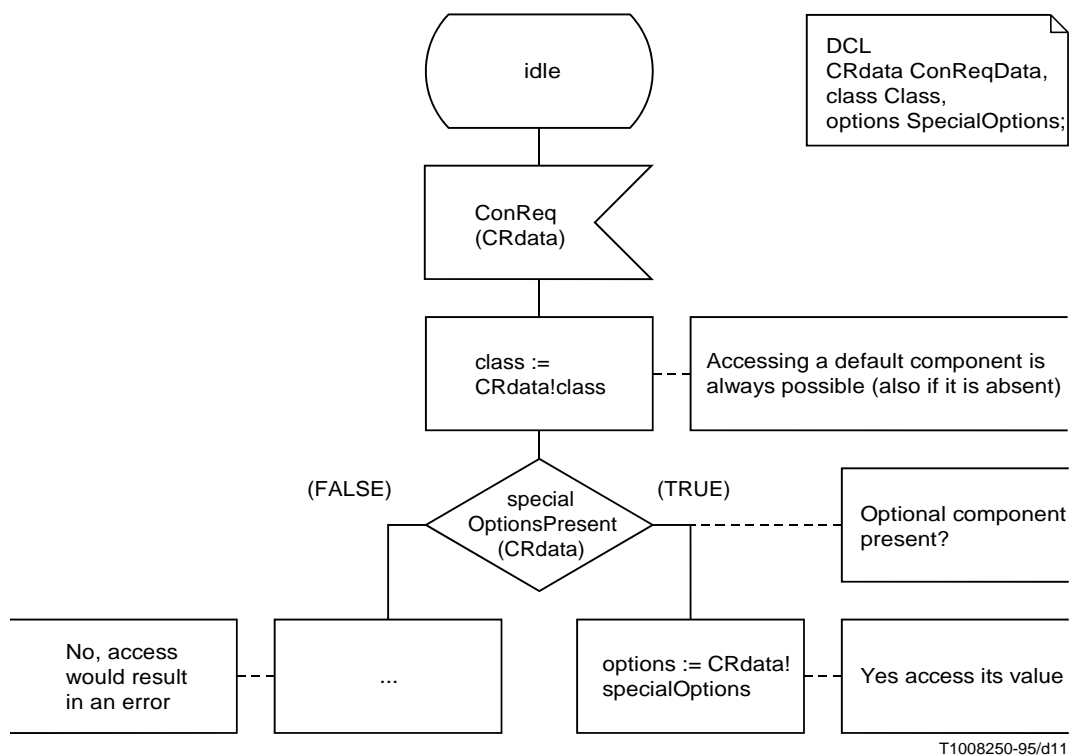 idle
DCL
CRdata ConReqData,
class Class,
options SpecialOptions;
ConReq
(CRdata)
class :=
CRdata!class
Accessing a default component is
always possible (also if it is absent)
(FALSE)
(TRUE)
special
OptionsPresent
(CRdata)
Optional component
present?
No, access
would result
in an error
...
options := CRdata!
specialOptions
Yes access its value
T1008250-95/d11